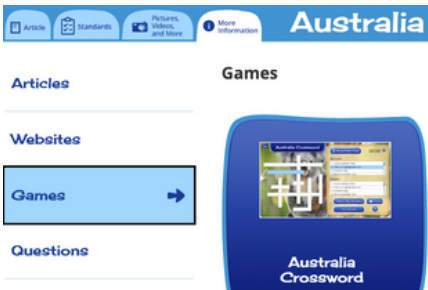 Article
Standards
Pictures,
Videos,
and More
More
Information
Australia
Articles
Websites
Games
Questions
Games
Australia Crossword
Australia
Crossword